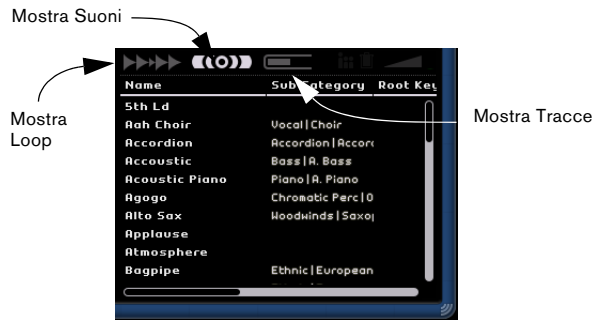 Mostra Suoni
Mostra
Loop
Mostra Tracce
Name Sub Category Root Key
5th Ld
Aah Choir Vocal|Choir
Accordion Accordion|Accor
Accoustic Bass|A. Bass
Acoustic Piano Piano|A. Piano
Agogo Chromatic Perc|O
Alto Sax Woodwinds|Saxo
Applause
Atmosphere
Bagpipe Ethnic|European